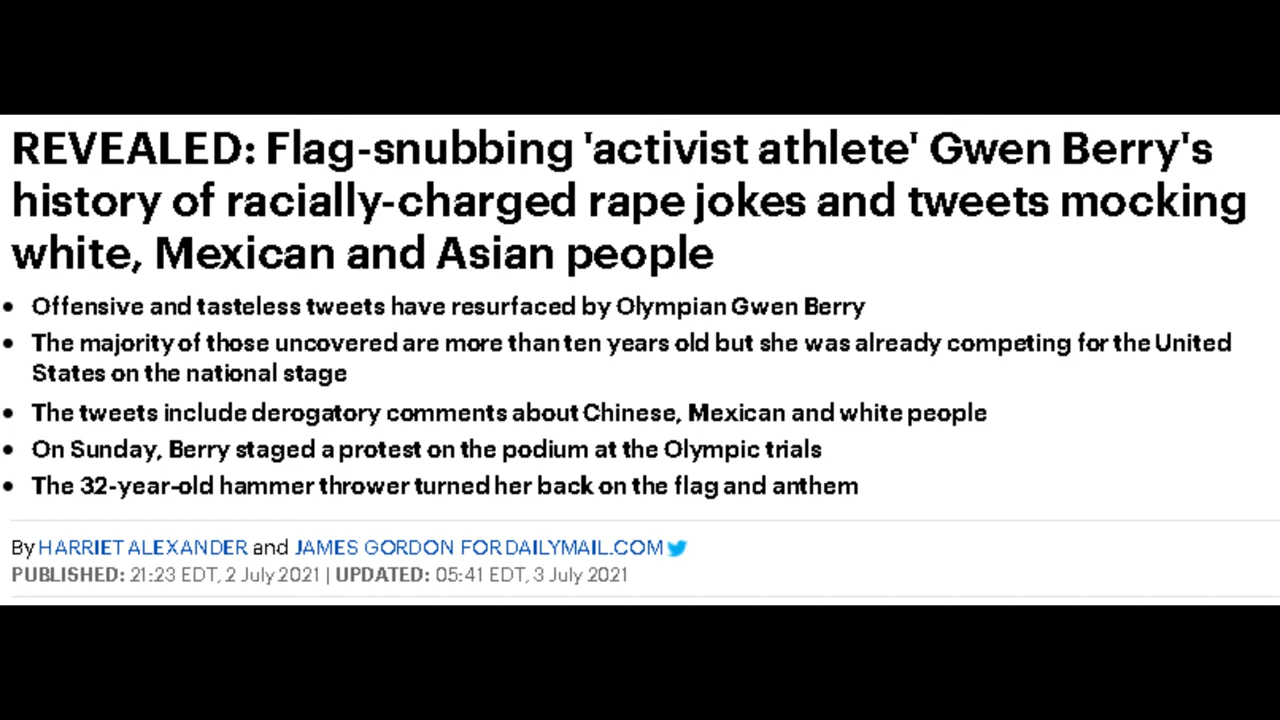 REVEALED: Flag-snubbing 'activist athlete' Gwen Berry's
history of racially-charged rape jokes and tweets mocking
white, Mexican and Asian people
• Offensive and tasteless tweets have resurfaced by Olympian Gwen Berry
• The majority of those uncovered are more than ten years old but she was already competing for the United
States on the national stage
• The tweets include derogatory comments about Chinese, Mexican and white people
• On Sunday, Berry staged a protest on the podium at the Olympic trials
• The 32-year-old hammer thrower turned her back on the flag and anthem
By HARRIET ALEXANDER and JAMES GORDON FOR DAILYMAIL.COM
PUBLISHED: 21:23 EDT, 2 July 2021 | UPDATED: 05:41 EDT, 3 July 2021